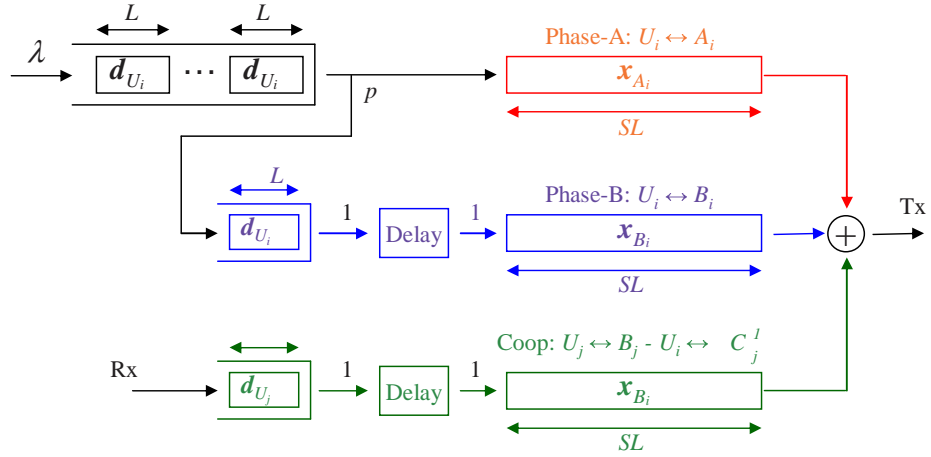 L L
λ d_{U_i} ··· d_{U_i} p
Phase-A: U_i ↔ A_i
x_{A_i}
SL
L
d_{U_i} 1 Delay 1
Phase-B: U_i ↔ B_i
x_{B_i}
SL
+ Tx
Rx d_{U_j} 1 Delay 1
Coop: U_j ↔ B_j - U_i ↔ C_j^1
x_{B_i}
SL